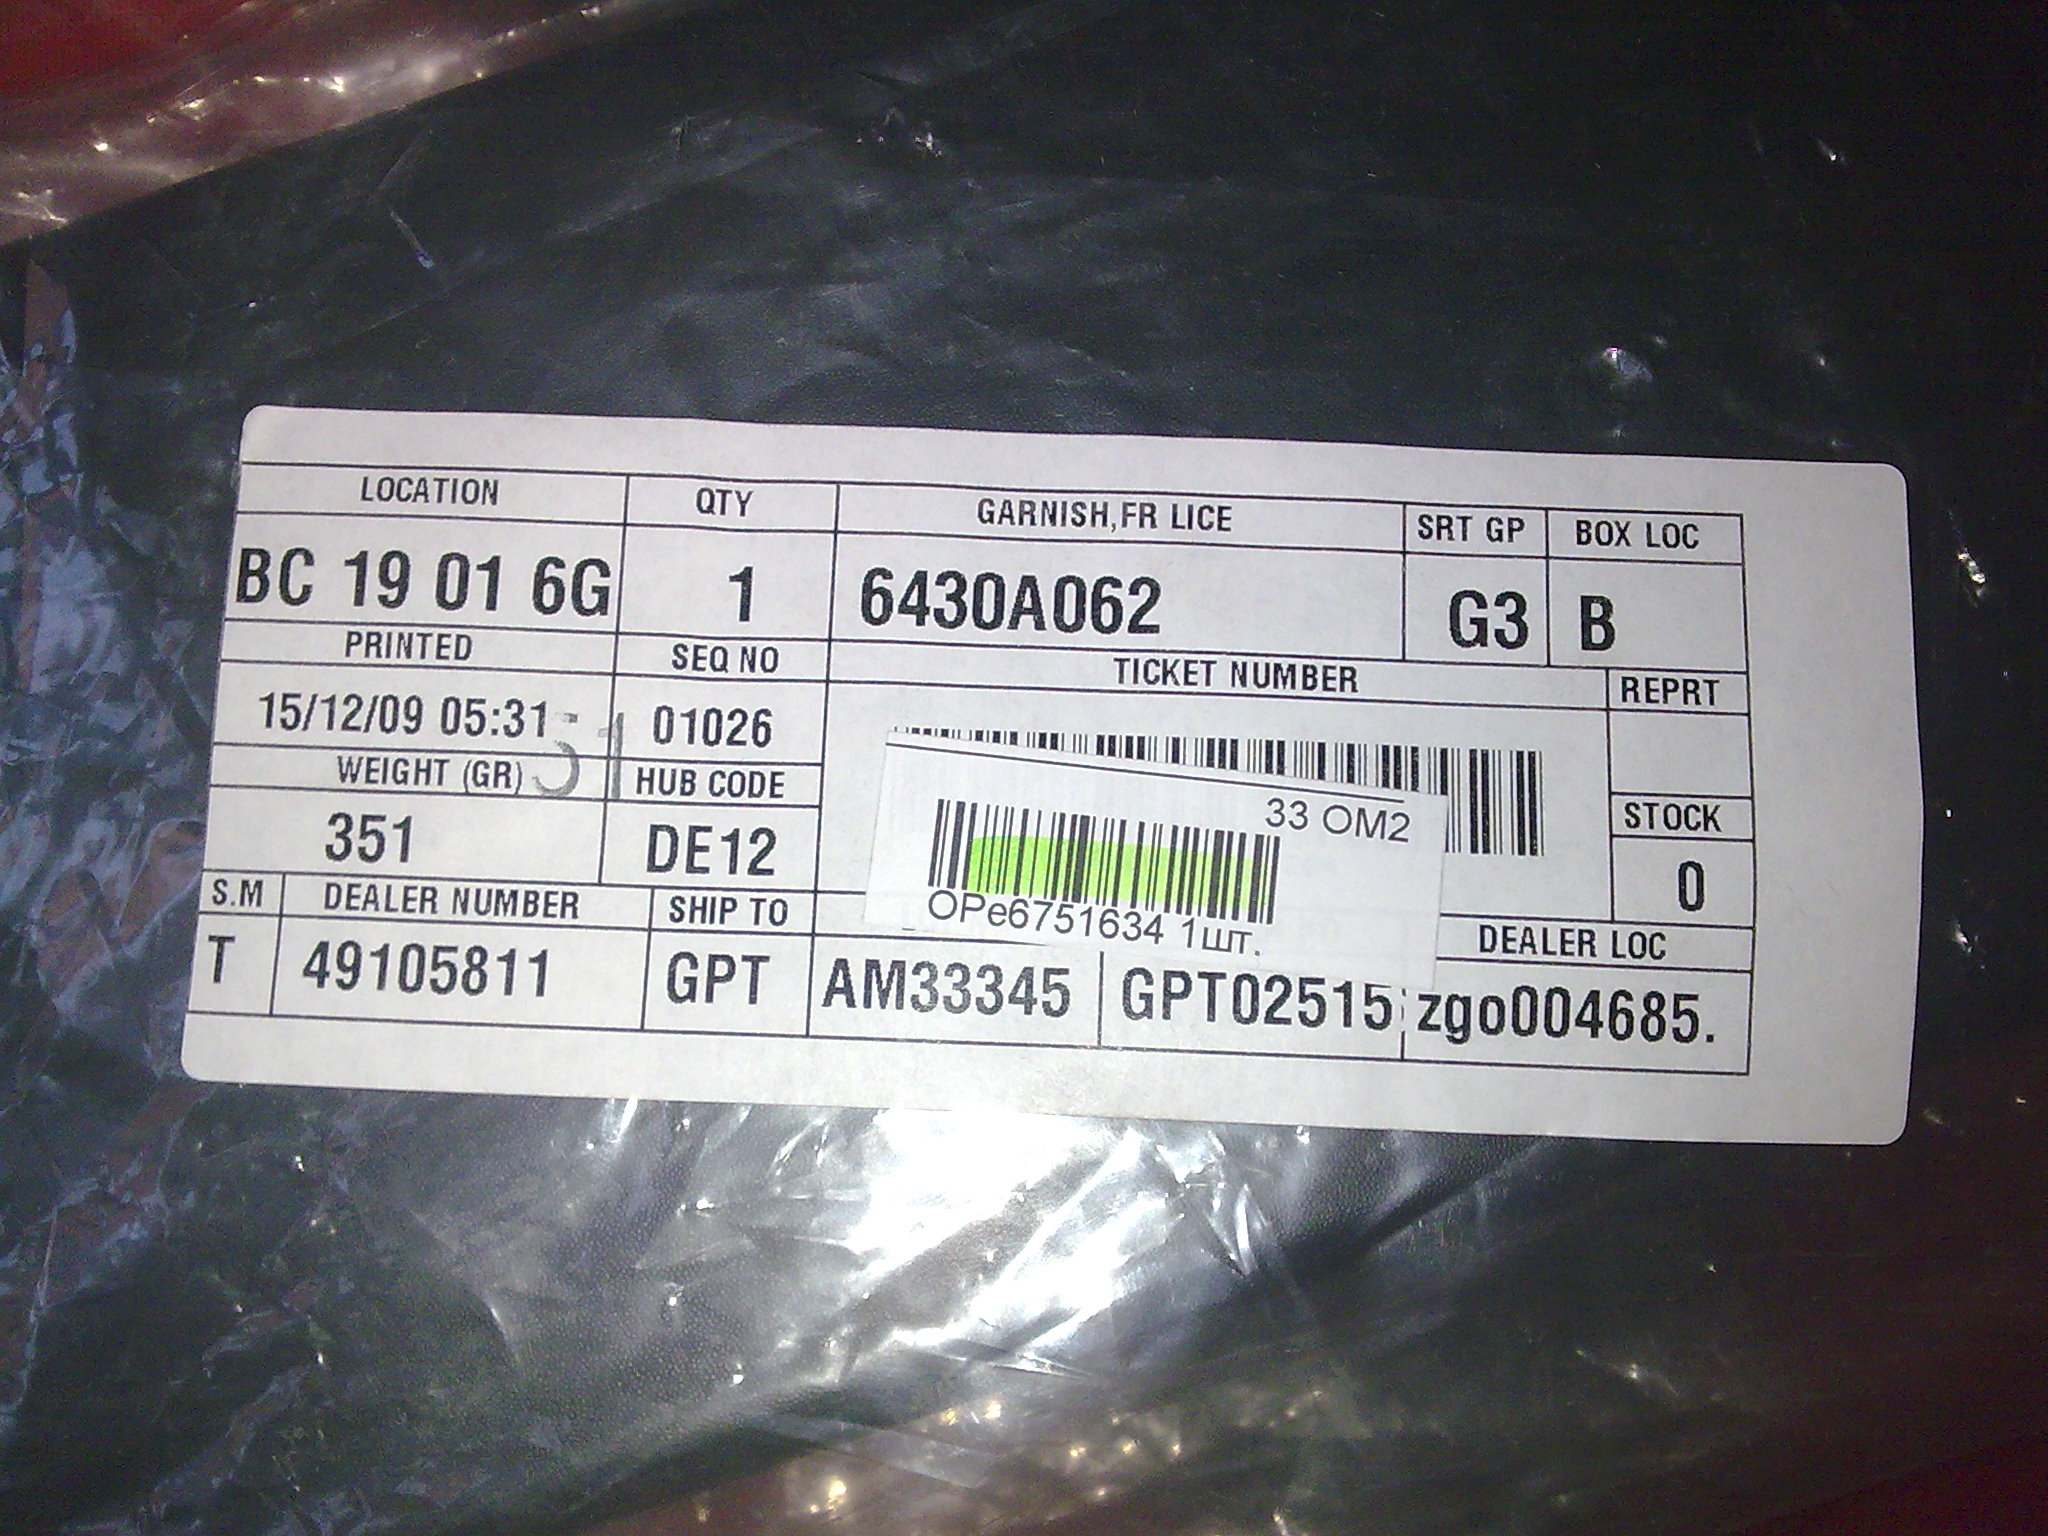 LOCATION QTY GARNISH,FR LICE SRT GP BOX LOC
BC 19 01 6G 1 6430A062 G3 B
PRINTED SEQ NO TICKET NUMBER REPRT
15/12/09 05:31 01026
WEIGHT (GR) HUB CODE STOCK
351 DE12 0
33 OM2
OPe6751634 1шт.
S.M DEALER NUMBER SHIP TO DEALER LOC
T 49105811 GPT AM33345 GPT02515 zgo004685.